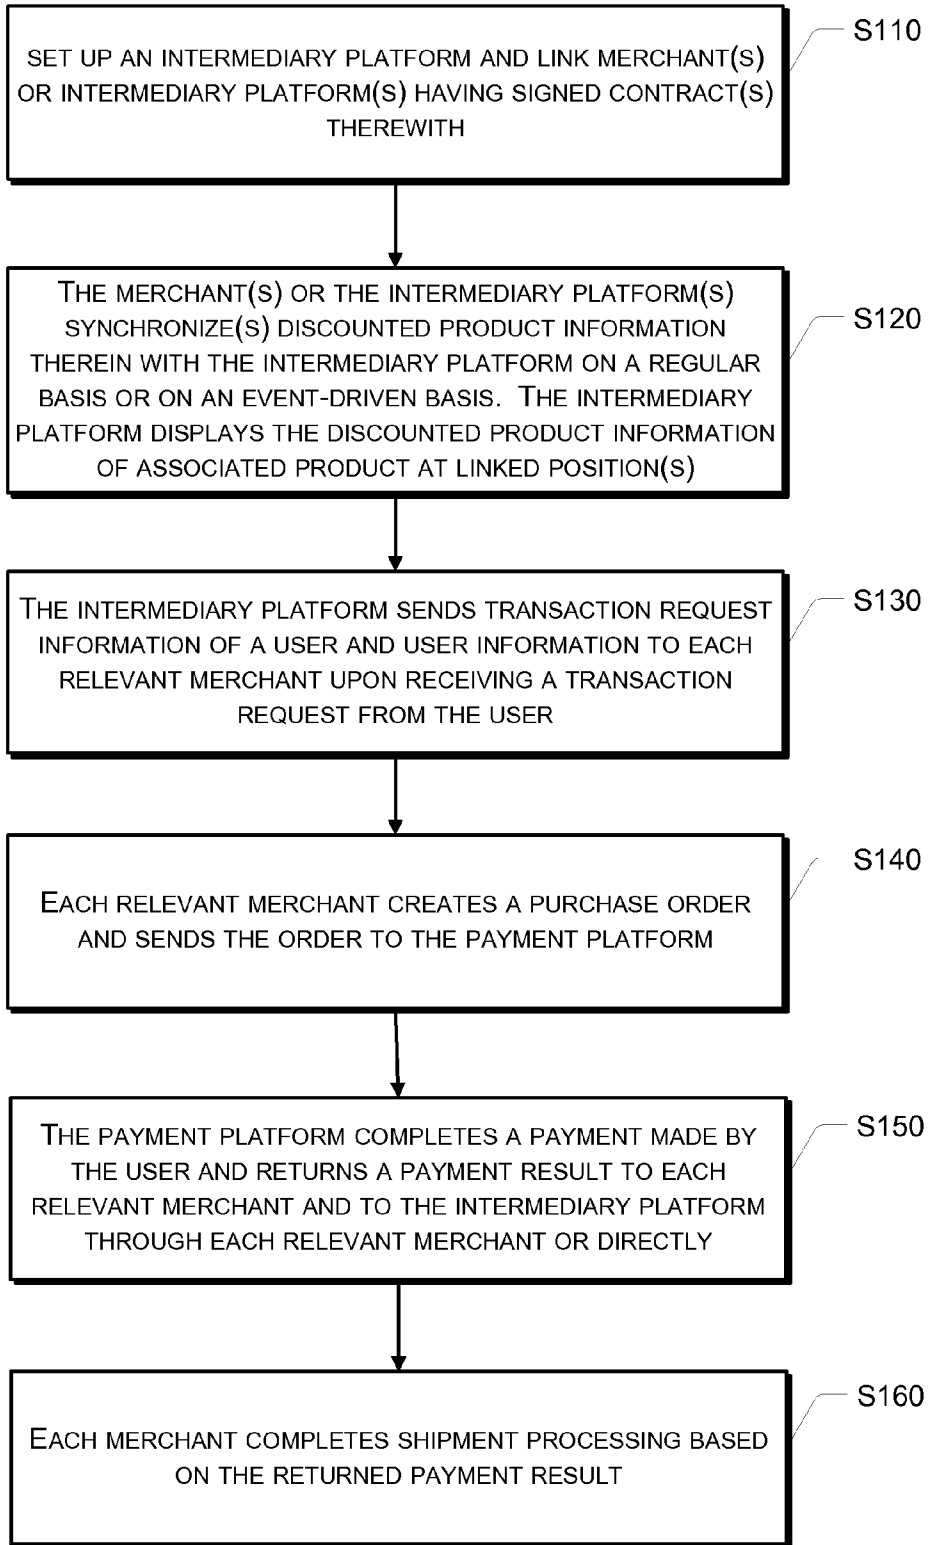 SET UP AN INTERMEDIARY PLATFORM AND LINK MERCHANT(S)
OR INTERMEDIARY PLATFORM(S) HAVING SIGNED CONTRACT(S)
THEREWITH
S110
THE MERCHANT(S) OR THE INTERMEDIARY PLATFORM(S)
SYNCHRONIZE(S) DISCOUNTED PRODUCT INFORMATION
THEREIN WITH THE INTERMEDIARY PLATFORM ON A REGULAR
BASIS OR ON AN EVENT-DRIVEN BASIS. THE INTERMEDIARY
PLATFORM DISPLAYS THE DISCOUNTED PRODUCT INFORMATION
OF ASSOCIATED PRODUCT AT LINKED POSITION(S)
S120
THE INTERMEDIARY PLATFORM SENDS TRANSACTION REQUEST
INFORMATION OF A USER AND USER INFORMATION TO EACH
RELEVANT MERCHANT UPON RECEIVING A TRANSACTION
REQUEST FROM THE USER
S130
EACH RELEVANT MERCHANT CREATES A PURCHASE ORDER
AND SENDS THE ORDER TO THE PAYMENT PLATFORM
S140
THE PAYMENT PLATFORM COMPLETES A PAYMENT MADE BY
THE USER AND RETURNS A PAYMENT RESULT TO EACH
RELEVANT MERCHANT AND TO THE INTERMEDIARY PLATFORM
THROUGH EACH RELEVANT MERCHANT OR DIRECTLY
S150
EACH MERCHANT COMPLETES SHIPMENT PROCESSING BASED
ON THE RETURNED PAYMENT RESULT
S160